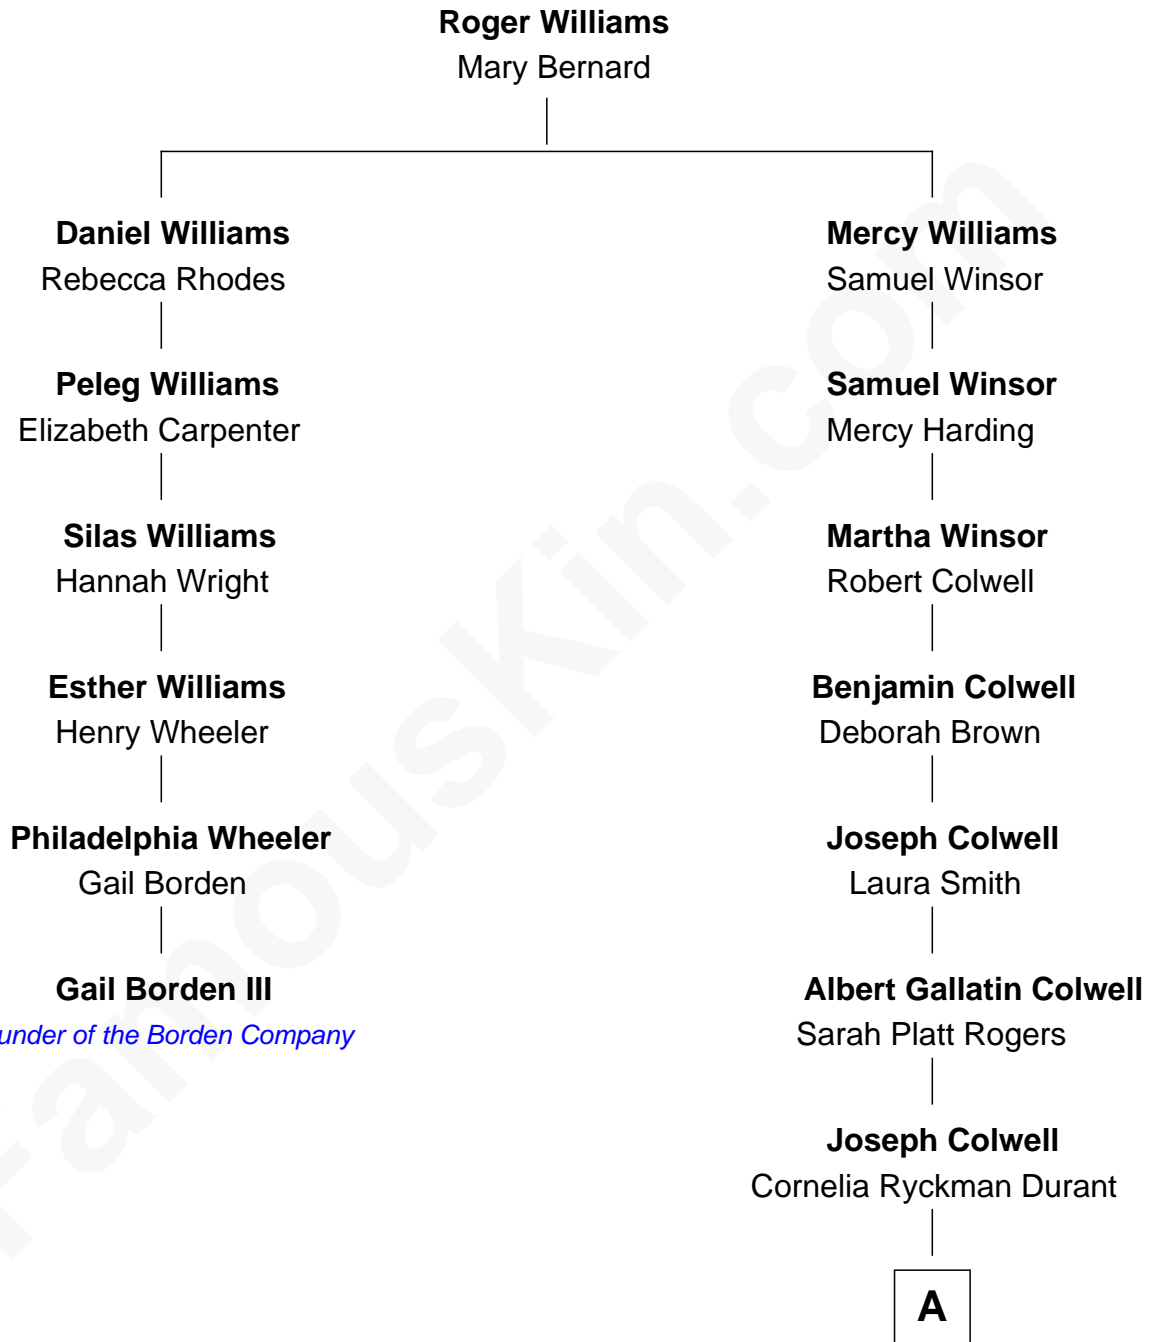 Roger Williams
Mary Bernard
Daniel Williams
Rebecca Rhodes
Mercy Williams
Samuel Winsor
Peleg Williams
Elizabeth Carpenter
Samuel Winsor
Mercy Harding
Silas Williams
Hannah Wright
Martha Winsor
Robert Colwell
Esther Williams
Henry Wheeler
Benjamin Colwell
Deborah Brown
Philadelphia Wheeler
Gail Borden
Joseph Colwell
Laura Smith
Gail Borden III
under of the Borden Company
Albert Gallatin Colwell
Sarah Platt Rogers
Joseph Colwell
Cornelia Ryckman Durant
A
FamousKin.com